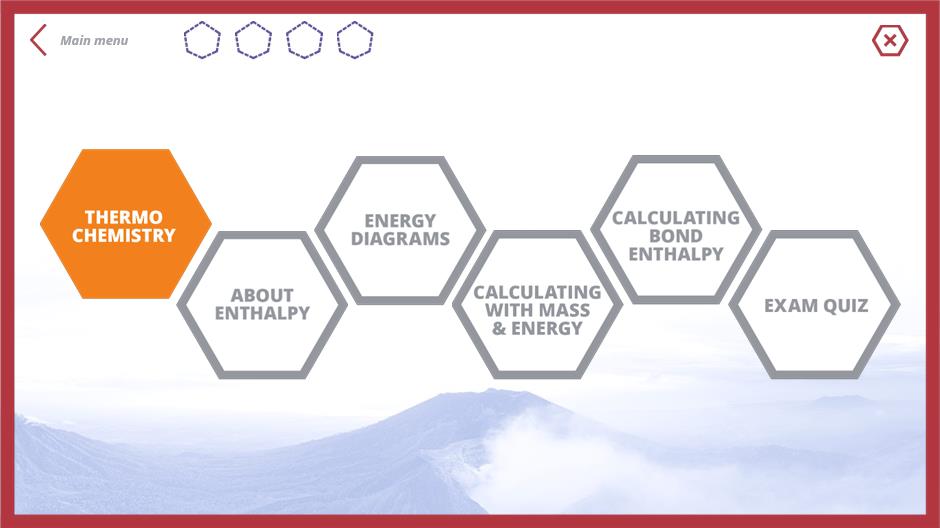 Main menu
THERMO
CHEMISTRY
ABOUT
ENTHALPY
ENERGY
DIAGRAMS
CALCULATING
WITH MASS
& ENERGY
CALCULATING
BOND
ENTHALPY
EXAM QUIZ